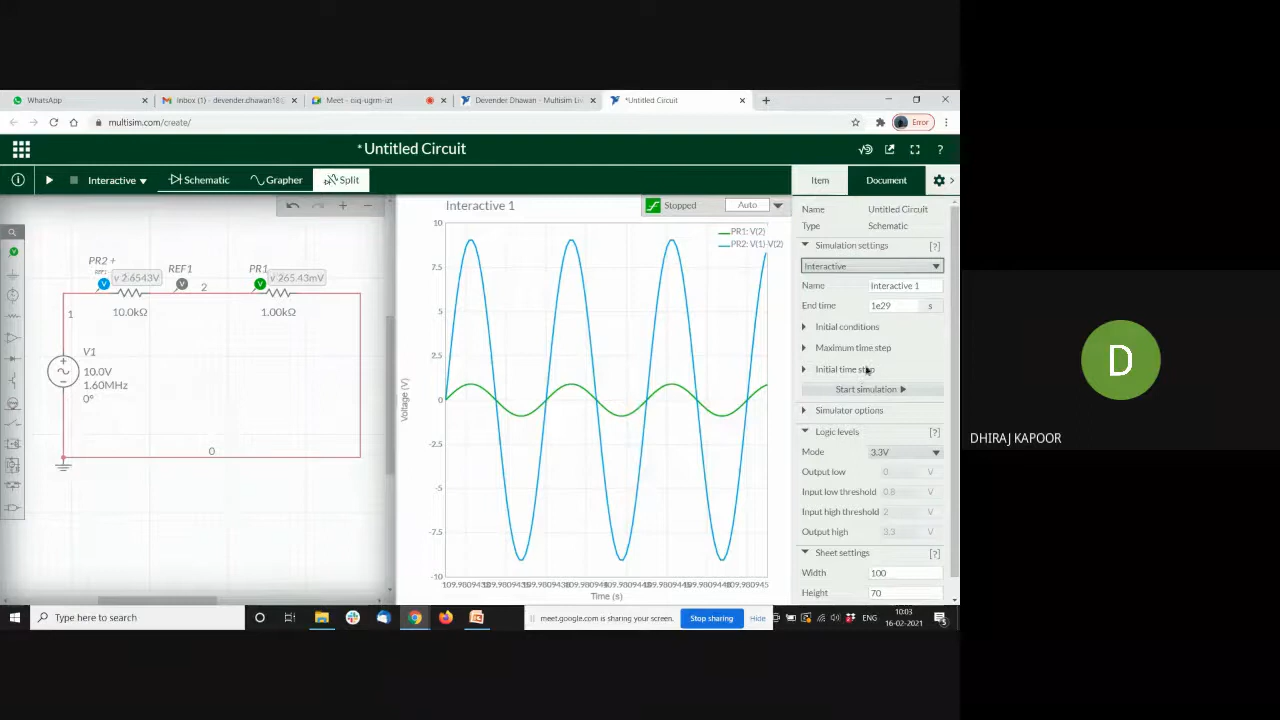 WhatsApp
Inbox (1) - devender.dhawan18@
Meet - oiq-ugrm-izt
Devender Dhawan - Multisim Liv
*Untitled Circuit
multisim.com/create/
Error
* Untitled Circuit
Interactive
Schematic
Grapher
Split
Item
Document
Interactive 1
Stopped
Auto
PR1: V(2)
PR2: V(1)-V(2)
PR2 +
REF1
v 2.6543V
REF1
2
PR1
v 265.43mV
10.0kΩ
1.00kΩ
1
V1
10.0V
1.60MHz
0°
0
10
7.5
5
2.5
0
-2.5
-5
-7.5
-10
Voltage (V)
Time (s)
Name Untitled Circuit
Type Schematic
Simulation settings [?]
Interactive
Name Interactive 1
End time 1e29 s
Initial conditions
Maximum time step
Initial time step
Start simulation
Simulator options
Logic levels [?]
Mode 3.3V
Output low 0 V
Input low threshold 0.8 V
Input high threshold 2 V
Output high 3.3 V
Sheet settings [?]
Width 100
Height 70
Type here to search
meet.google.com is sharing your screen.
Stop sharing
Hide
ENG
10:03
16-02-2021
5
D
DHIRAJ KAPOOR